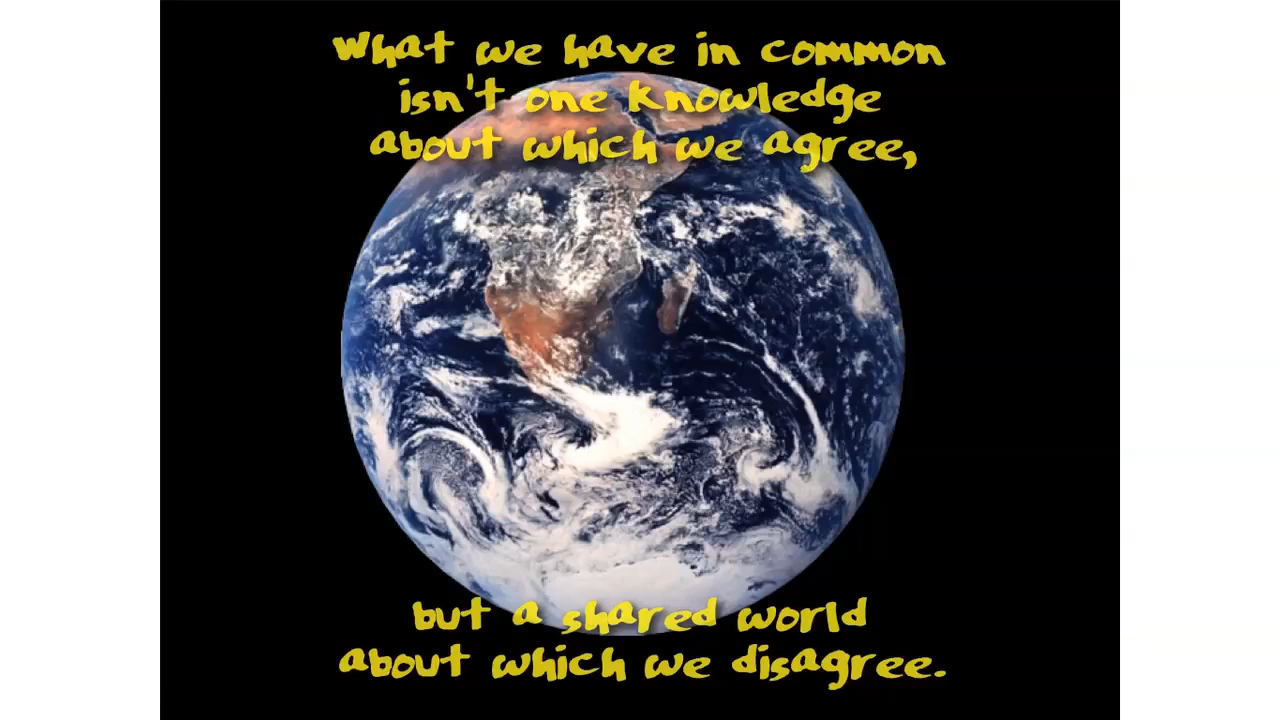 What we have in common
isn't one knowledge
about which we agree,
but a shared world
about which we disagree.